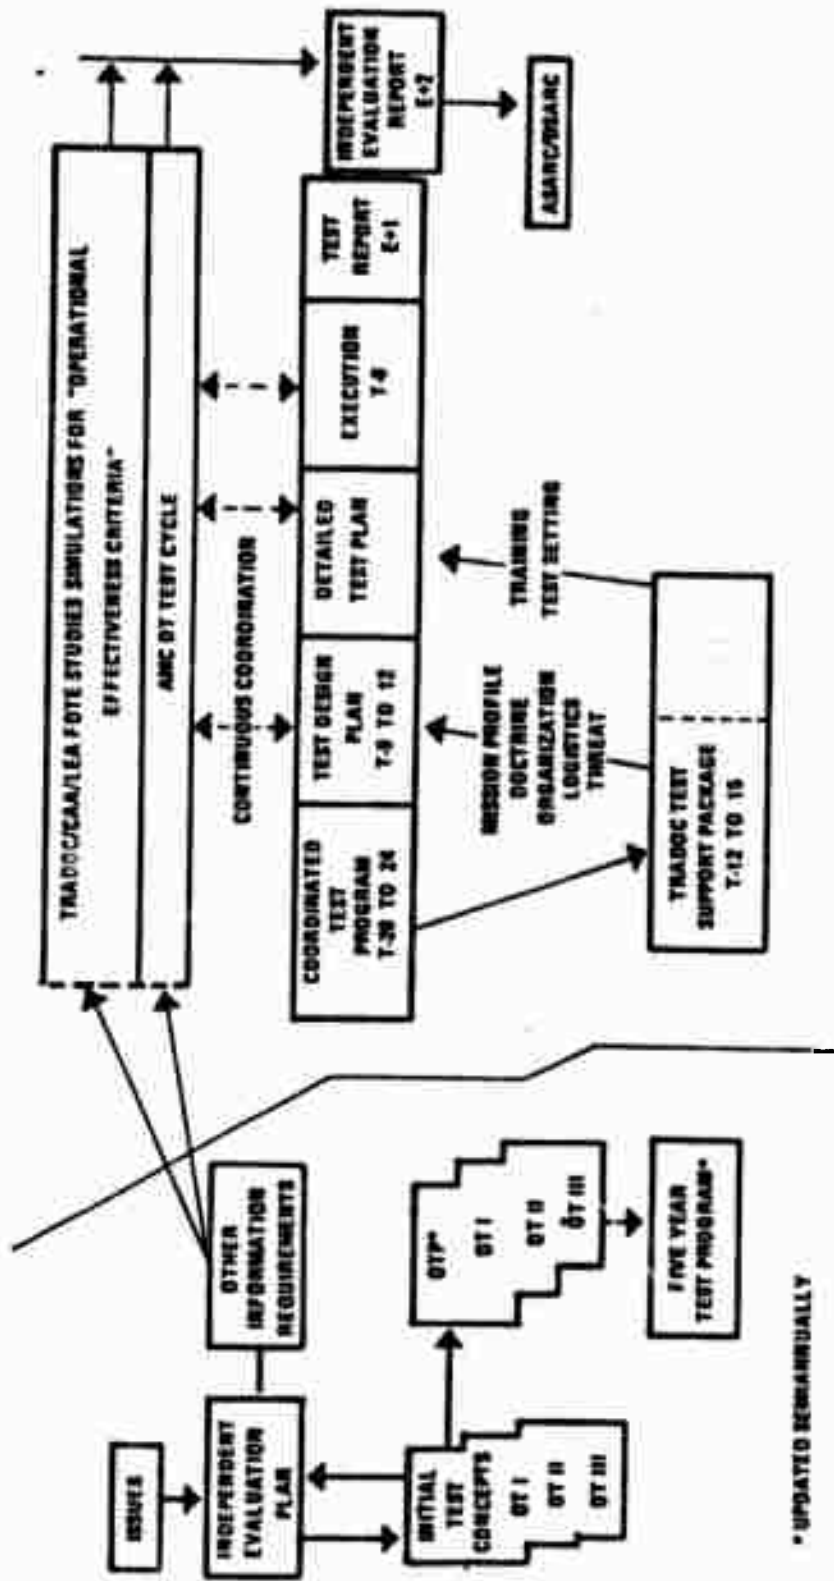 ISSUES
INDEPENDENT
EVALUATION
PLAN
OTHER
INFORMATION
REQUIREMENTS
INITIAL
TEST
CONCEPTS
OT I
OT II
OT III
OTP*
OT I
OT II
OT III
FIVE YEAR
TEST PROGRAM*
* UPDATED SEMIANNUALLY
TRADOC/CAA/LEA FDTE STUDIES SIMULATIONS FOR "OPERATIONAL
EFFECTIVENESS CRITERIA"
AMC DT TEST CYCLE
CONTINUOUS COORDINATION
COORDINATED
TEST
PROGRAM
T-20 TO 24
TEST DESIGN
PLAN
T-9 TO 12
DETAILED
TEST PLAN
EXECUTION
TEST
REPORT
E+1
INDEPENDENT
EVALUATION
REPORT
E+2
ASARC/DSARC
MISSION PROFILE
DOCTRINE
ORGANIZATION
LOGISTICS
THREAT
TRAINING
TEST SETTING
TRADOC TEST
SUPPORT PACKAGE
T-12 TO 15